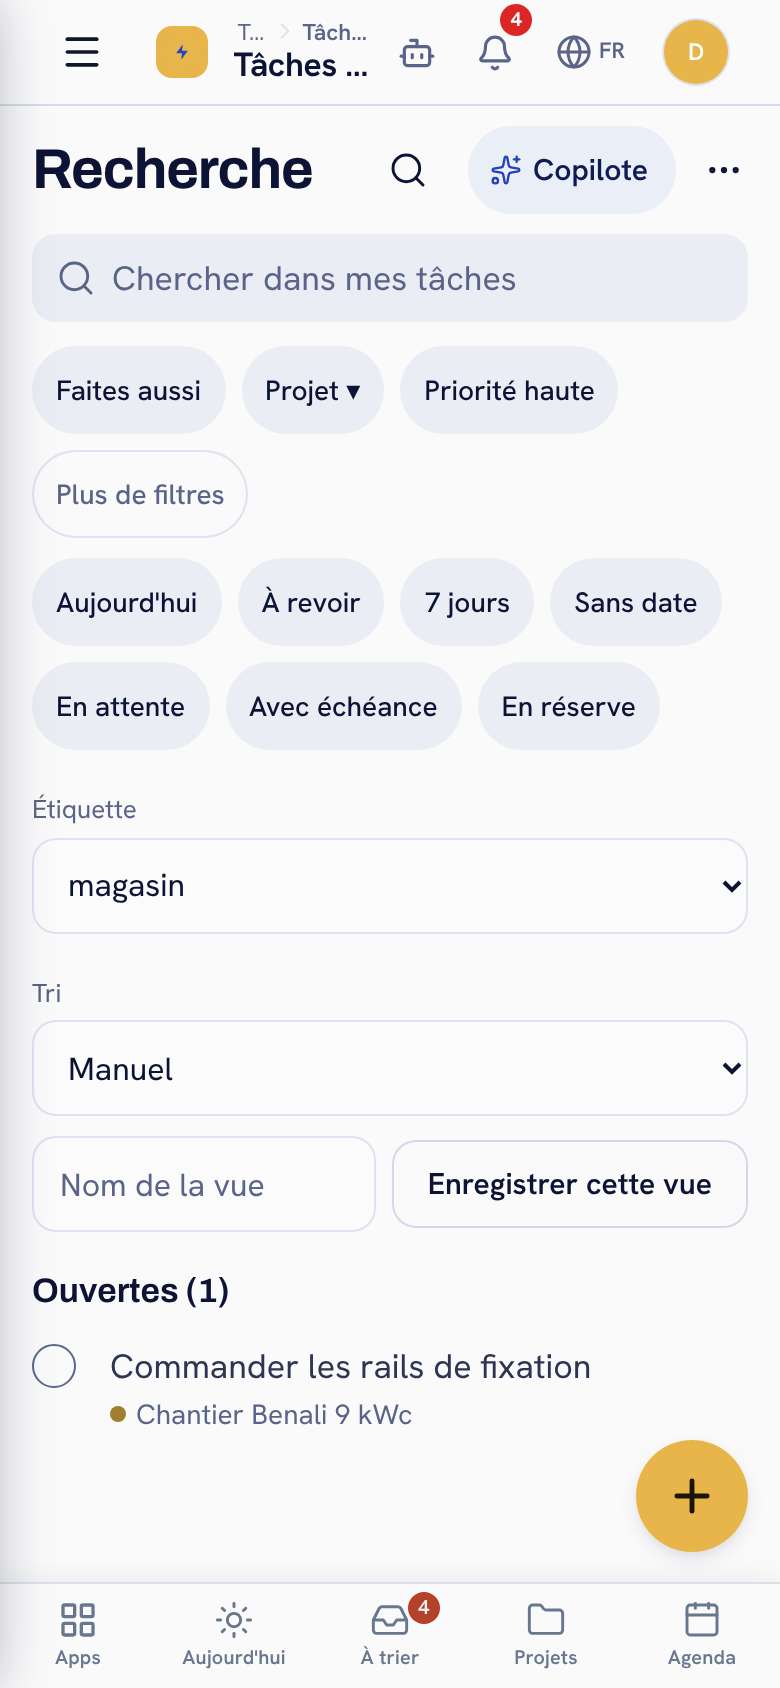 T... > Tâch...
Tâches ...
4
FR
D
Recherche
Copilote
Chercher dans mes tâches
Faites aussi
Projet ▾
Priorité haute
Plus de filtres
Aujourd'hui
À revoir
7 jours
Sans date
En attente
Avec échéance
En réserve
Étiquette
magasin
Tri
Manuel
Nom de la vue
Enregistrer cette vue
Ouvertes (1)
Commander les rails de fixation
Chantier Benali 9 kWc
4
Apps
Aujourd'hui
À trier
Projets
Agenda